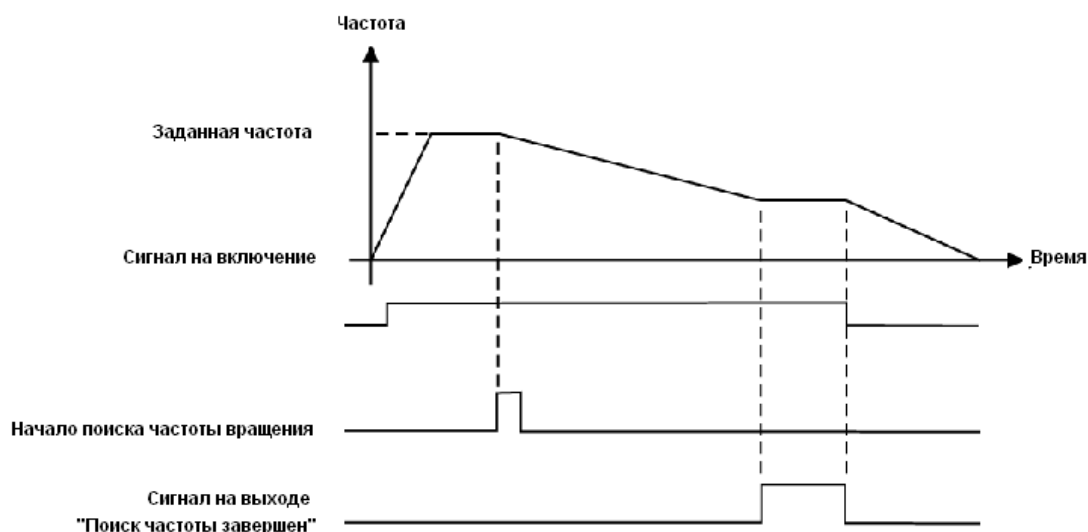 Частота
Заданная частота
Сигнал на включение
Время
Начало поиска частоты вращения
Сигнал на выходе
"Поиск частоты завершен"